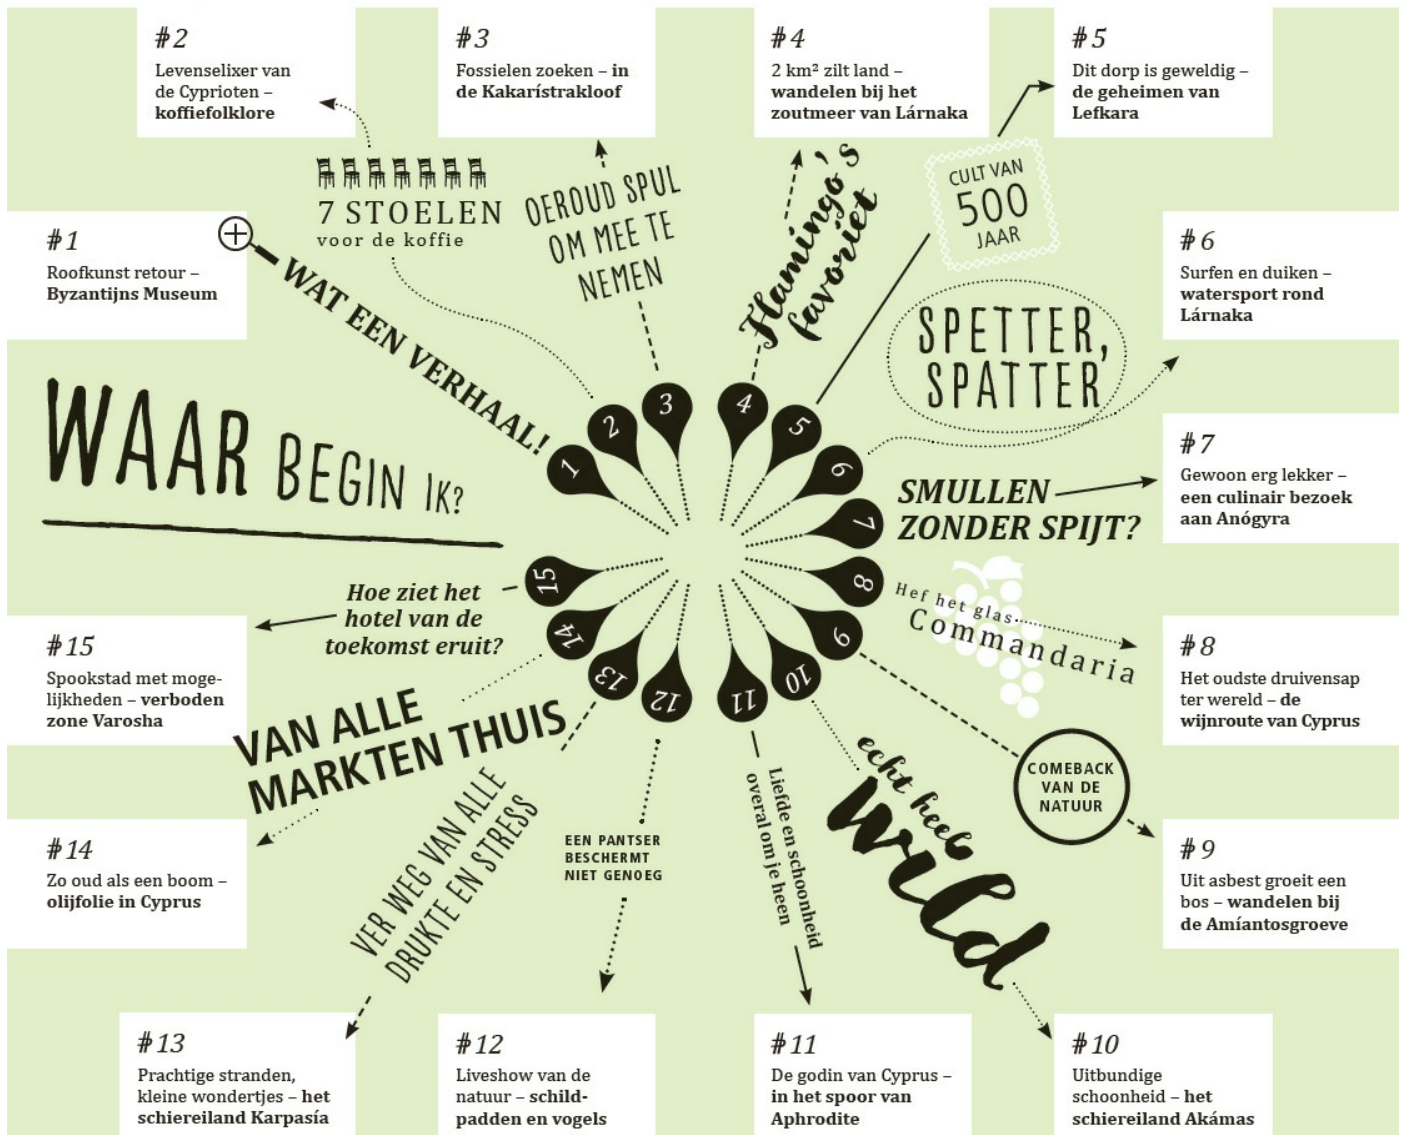 #2
Levenselixer van
de Cyprioten –
koffiefolklore
#3
Fossielen zoeken – in
de Kakarístrakloof
#4
2 km² zilt land –
wandelen bij het
zoutmeer van Lárnaka
#5
Dit dorp is geweldig –
de geheimen van
Lefkara
7 STOELEN
voor de koffie
OEROUD SPUL
OM MEE TE
NEMEN
Flamingo's
favoriet
CULT VAN
500
JAAR
#1
Roofkunst retour –
Byzantijns Museum
WAT EEN VERHAAL!
#6
Surfen en duiken –
watersport rond
Lárnaka
SPETTER,
SPATTER
WAAR BEGIN IK?
1
2
3
4
5
6
7
8
9
10
11
12
13
14
15
SMULLEN
ZONDER SPIJT?
#7
Gewoon erg lekker –
een culinair bezoek
aan Anógyra
Hef het glas
Commandaria
#8
Het oudste druivensap
ter wereld – de
wijnroute van Cyprus
Hoe ziet het
hotel van de
toekomst eruit?
#15
Spookstad met moge-
lijkheden – verboden
zone Varosha
VAN ALLE
MARKTEN THUIS
COMEBACK
VAN DE
NATUUR
#14
Zo oud als een boom –
olijfolie in Cyprus
VER WEG VAN ALLE
DRUKTE EN STRESS
EEN PANTSER
BESCHERMT
NIET GENOEG
Liefde en schoonheid
overal om je heen
echt heel
wild
#9
Uit asbest groeit een
bos – wandelen bij
de Amíantosgroeve
#13
Prachtige stranden,
kleine wondertjes – het
schiereiland Karpasía
#12
Liveshow van de
natuur – schild-
padden en vogels
#11
De godin van Cyprus –
in het spoor van
Aphrodite
#10
Uitbundige
schoonheid – het
schiereiland Akámas